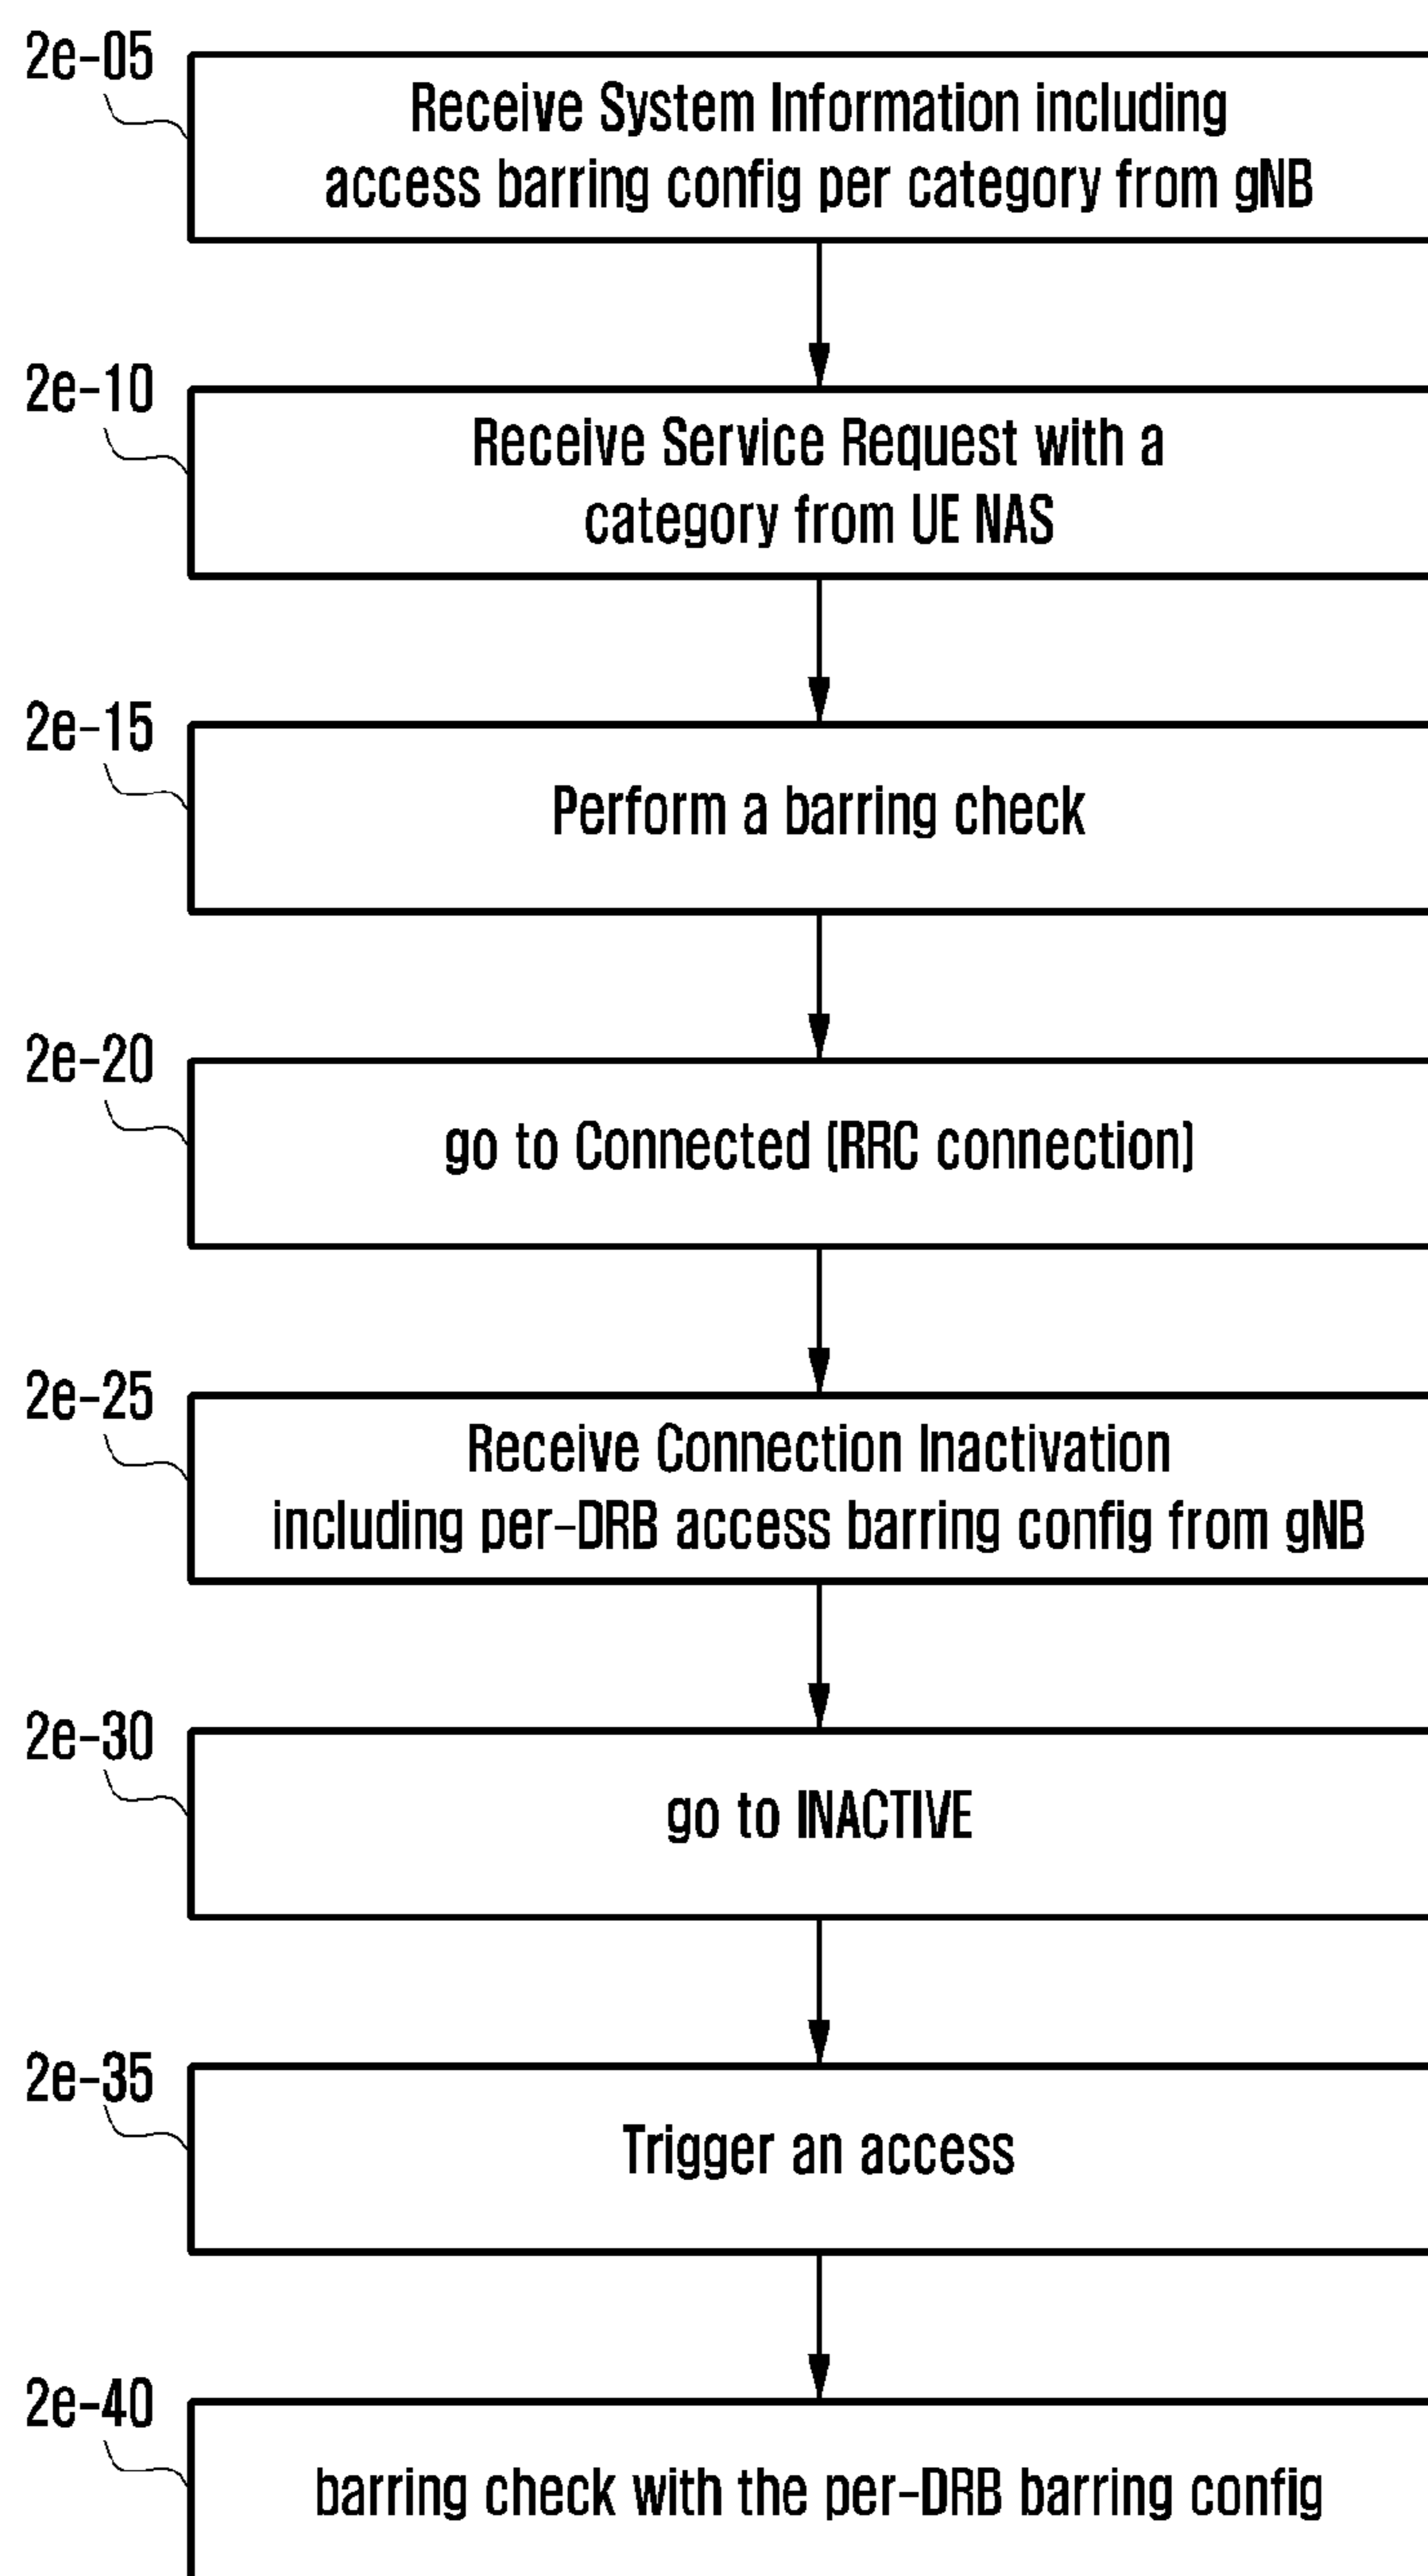 2e-05
Receive System Information including
access barring config per category from gNB
2e-10
Receive Service Request with a
category from UE NAS
2e-15
Perform a barring check
2e-20
go to Connected (RRC connection)
2e-25
Receive Connection Inactivation
including per-DRB access barring config from gNB
2e-30
go to INACTIVE
2e-35
Trigger an access
2e-40
barring check with the per-DRB barring config